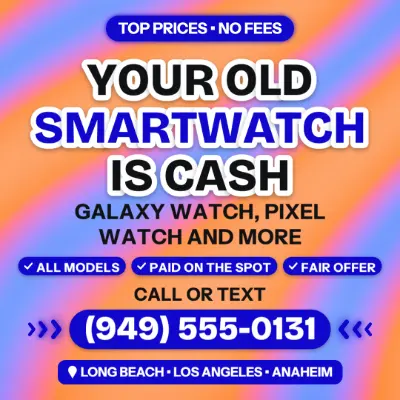 TOP PRICES • NO FEES
YOUR OLD
SMARTWATCH
IS CASH
GALAXY WATCH, PIXEL
WATCH AND MORE
✓ ALL MODELS ✓ PAID ON THE SPOT ✓ FAIR OFFER
CALL OR TEXT
(949) 555-0131
LONG BEACH • LOS ANGELES • ANAHEIM